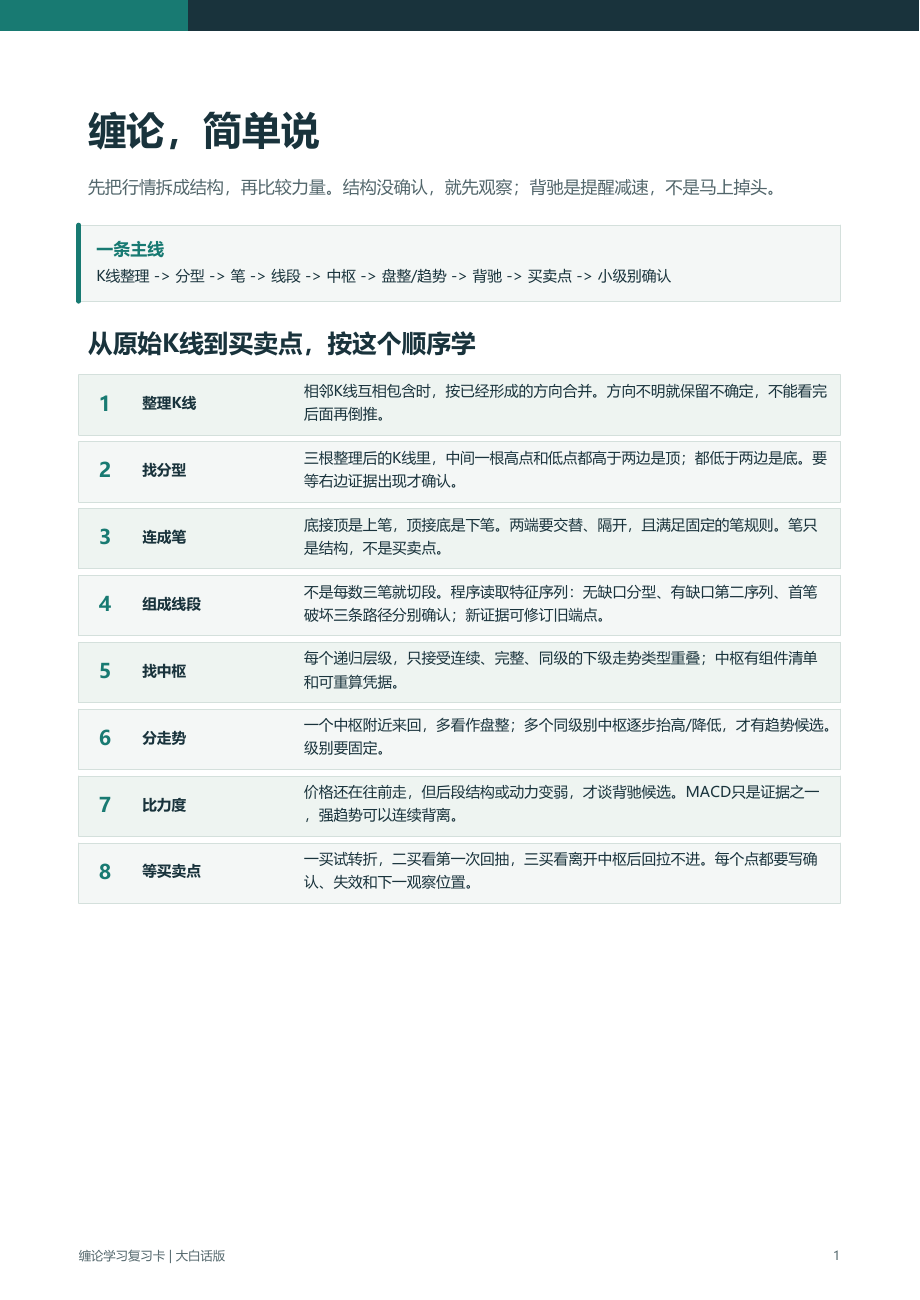 缠论，简单说
先把行情拆成结构，再比较力量。结构没确认，就先观察；背驰是提醒减速，不是马上掉头。
一条主线
K线整理 -> 分型 -> 笔 -> 线段 -> 中枢 -> 盘整/趋势 -> 背驰 -> 买卖点 -> 小级别确认
从原始K线到买卖点，按这个顺序学
1 整理K线 相邻K线互相包含时，按已经形成的方向合并。方向不明就保留不确定，不能看完
后面再倒推。
2 找分型 三根整理后的K线里，中间一根高点和低点都高于两边是顶；都低于两边是底。要
等右边证据出现才确认。
3 连成笔 底接顶是上笔，顶接底是下笔。两端要交替、隔开，且满足固定的笔规则。笔只
是结构，不是买卖点。
4 组成线段 不是每数三笔就切段。程序读取特征序列：无缺口分型、有缺口第二序列、首笔
破坏三条路径分别确认；新证据可修订旧端点。
5 找中枢 每个递归层级，只接受连续、完整、同级的下级走势类型重叠；中枢有组件清单
和可重算凭据。
6 分走势 一个中枢附近来回，多看作盘整；多个同级别中枢逐步抬高/降低，才有趋势候选。
级别要固定。
7 比力度 价格还在往前走，但后段结构或动力变弱，才谈背驰候选。MACD只是证据之一
，强趋势可以连续背离。
8 等买卖点 一买试转折，二买看第一次回抽，三买看离开中枢后回拉不进。每个点都要写确
认、失效和下一观察位置。
缠论学习复习卡 | 大白话版 1